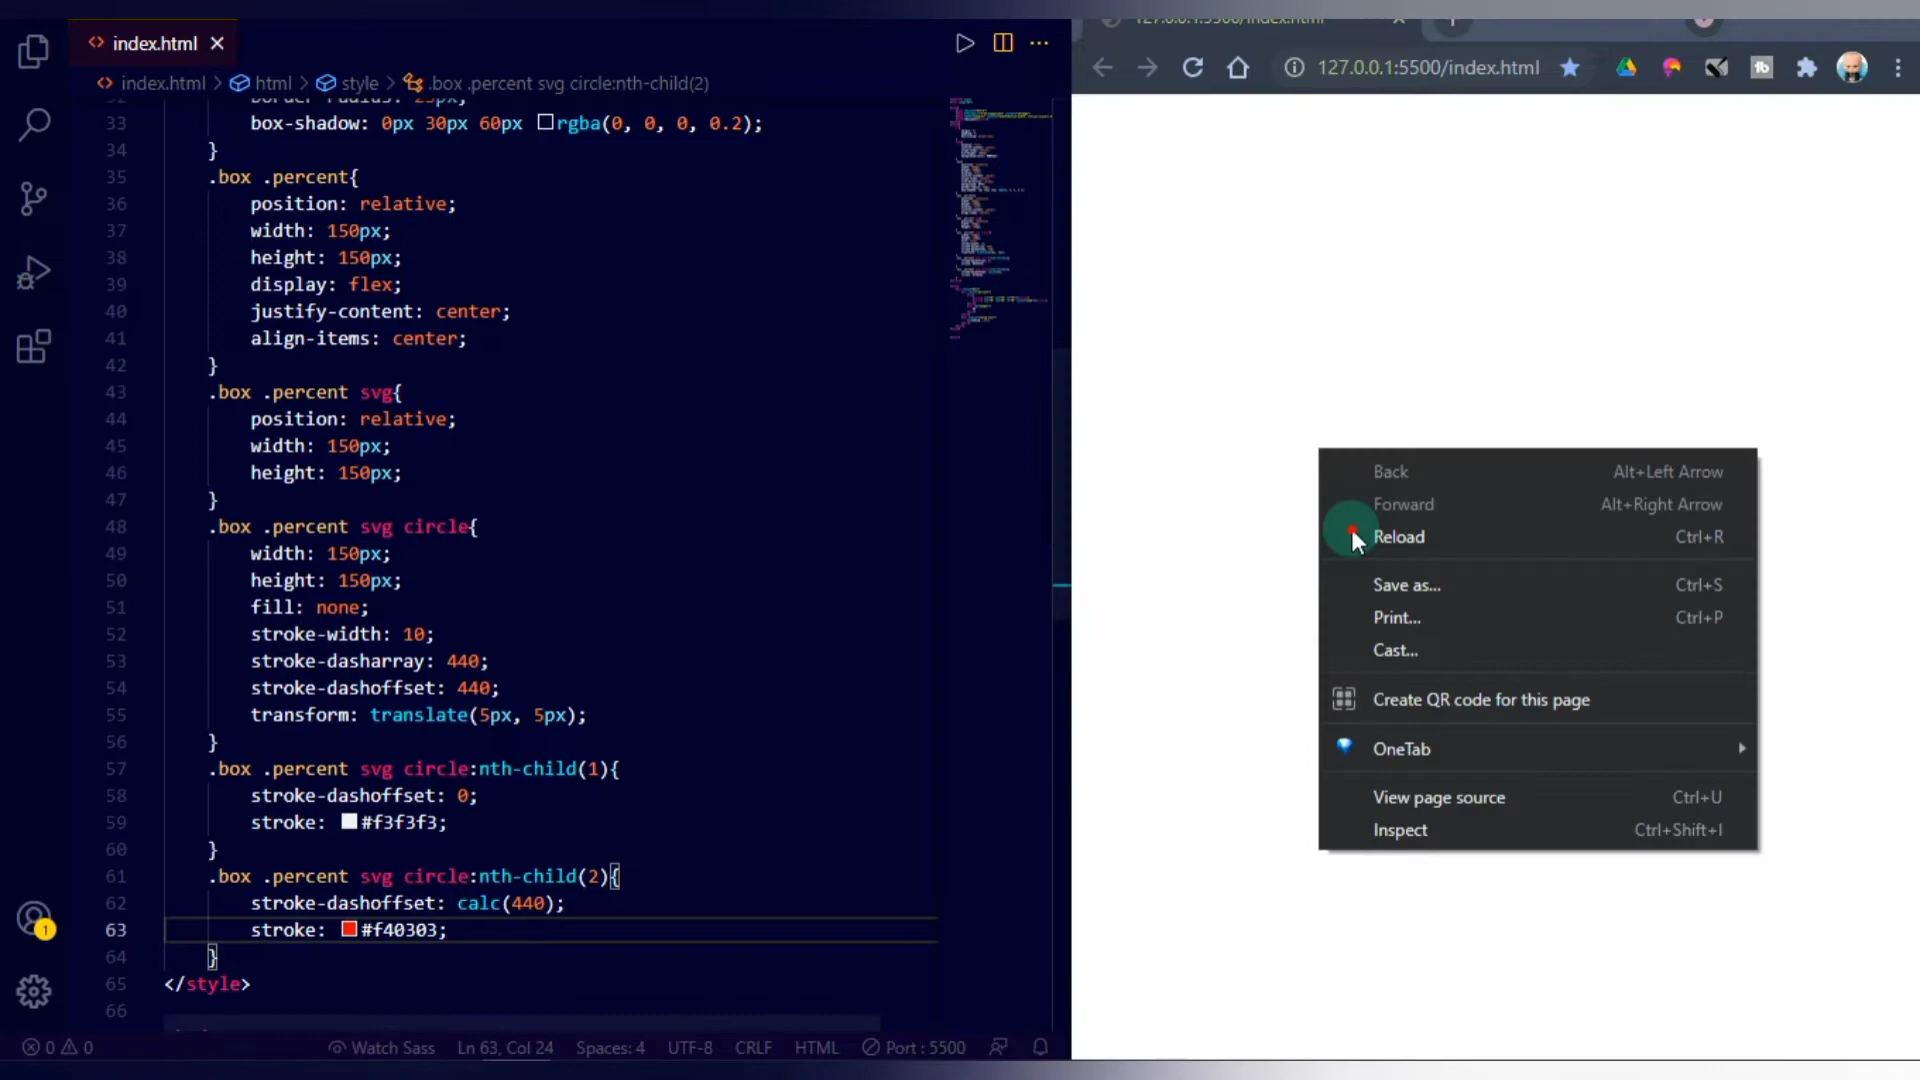 index.html
index.html > html > style > .box .percent svg circle:nth-child(2)
33 box-shadow: 0px 30px 60px rgba(0, 0, 0, 0.2);
34 }
35 .box .percent{
36 position: relative;
37 width: 150px;
38 height: 150px;
39 display: flex;
40 justify-content: center;
41 align-items: center;
42 }
43 .box .percent svg{
44 position: relative;
45 width: 150px;
46 height: 150px;
47 }
48 .box .percent svg circle{
49 width: 150px;
50 height: 150px;
51 fill: none;
52 stroke-width: 10;
53 stroke-dasharray: 440;
54 stroke-dashoffset: 440;
55 transform: translate(5px, 5px);
56 }
57 .box .percent svg circle:nth-child(1){
58 stroke-dashoffset: 0;
59 stroke: #f3f3f3;
60 }
61 .box .percent svg circle:nth-child(2){
62 stroke-dashoffset: calc(440);
63 stroke: #f40303;
64 }
65 </style>
66
1
0 0 Watch Sass Ln 63, Col 24 Spaces: 4 UTF-8 CRLF HTML Port : 5500
127.0.0.1:5500/index.html
127.0.0.1:5500/index.html
Back Alt+Left Arrow
Forward Alt+Right Arrow
Reload Ctrl+R
Save as... Ctrl+S
Print... Ctrl+P
Cast...
Create QR code for this page
OneTab
View page source Ctrl+U
Inspect Ctrl+Shift+I